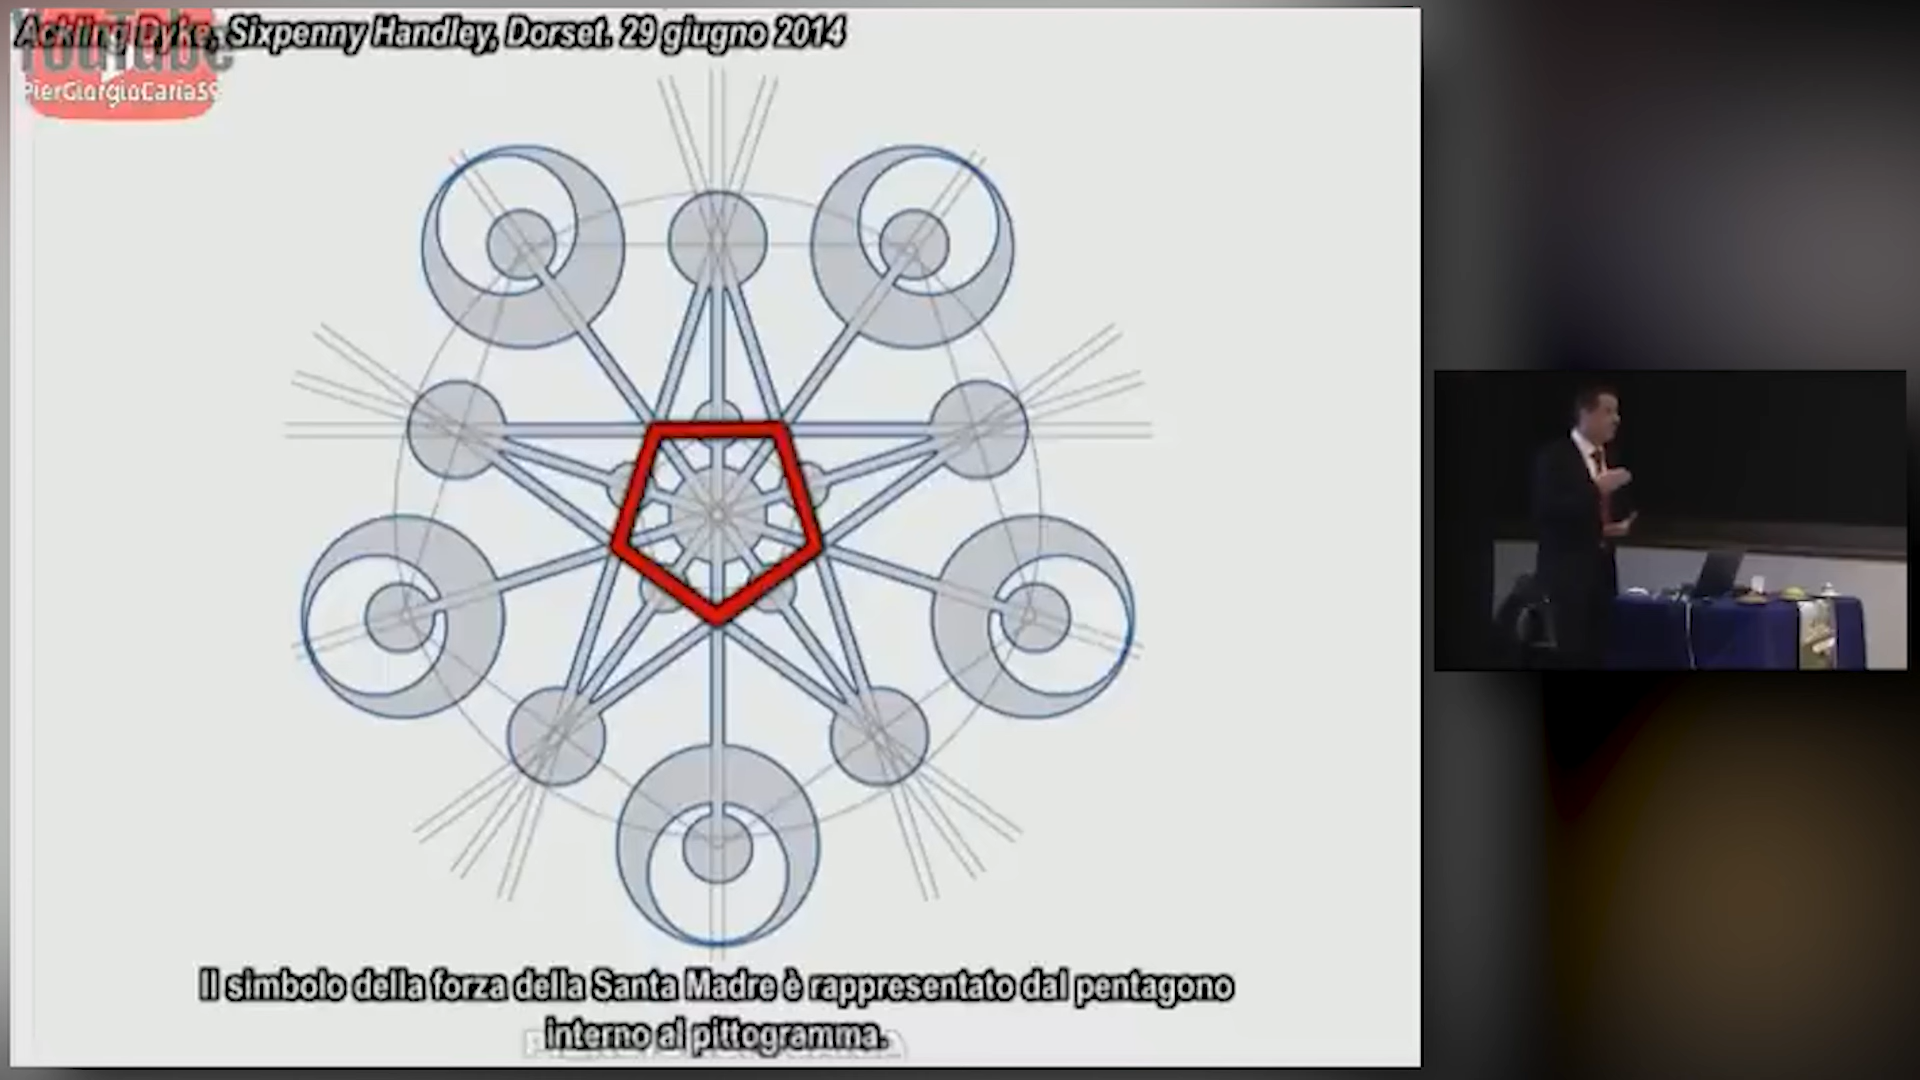 Ackling Dyke, Sixpenny Handley, Dorset. 29 giugno 2014
YouTube
PierGiorgioCaria59
Il simbolo della forza della Santa Madre è rappresentato dal pentagono
interno al pittogramma.